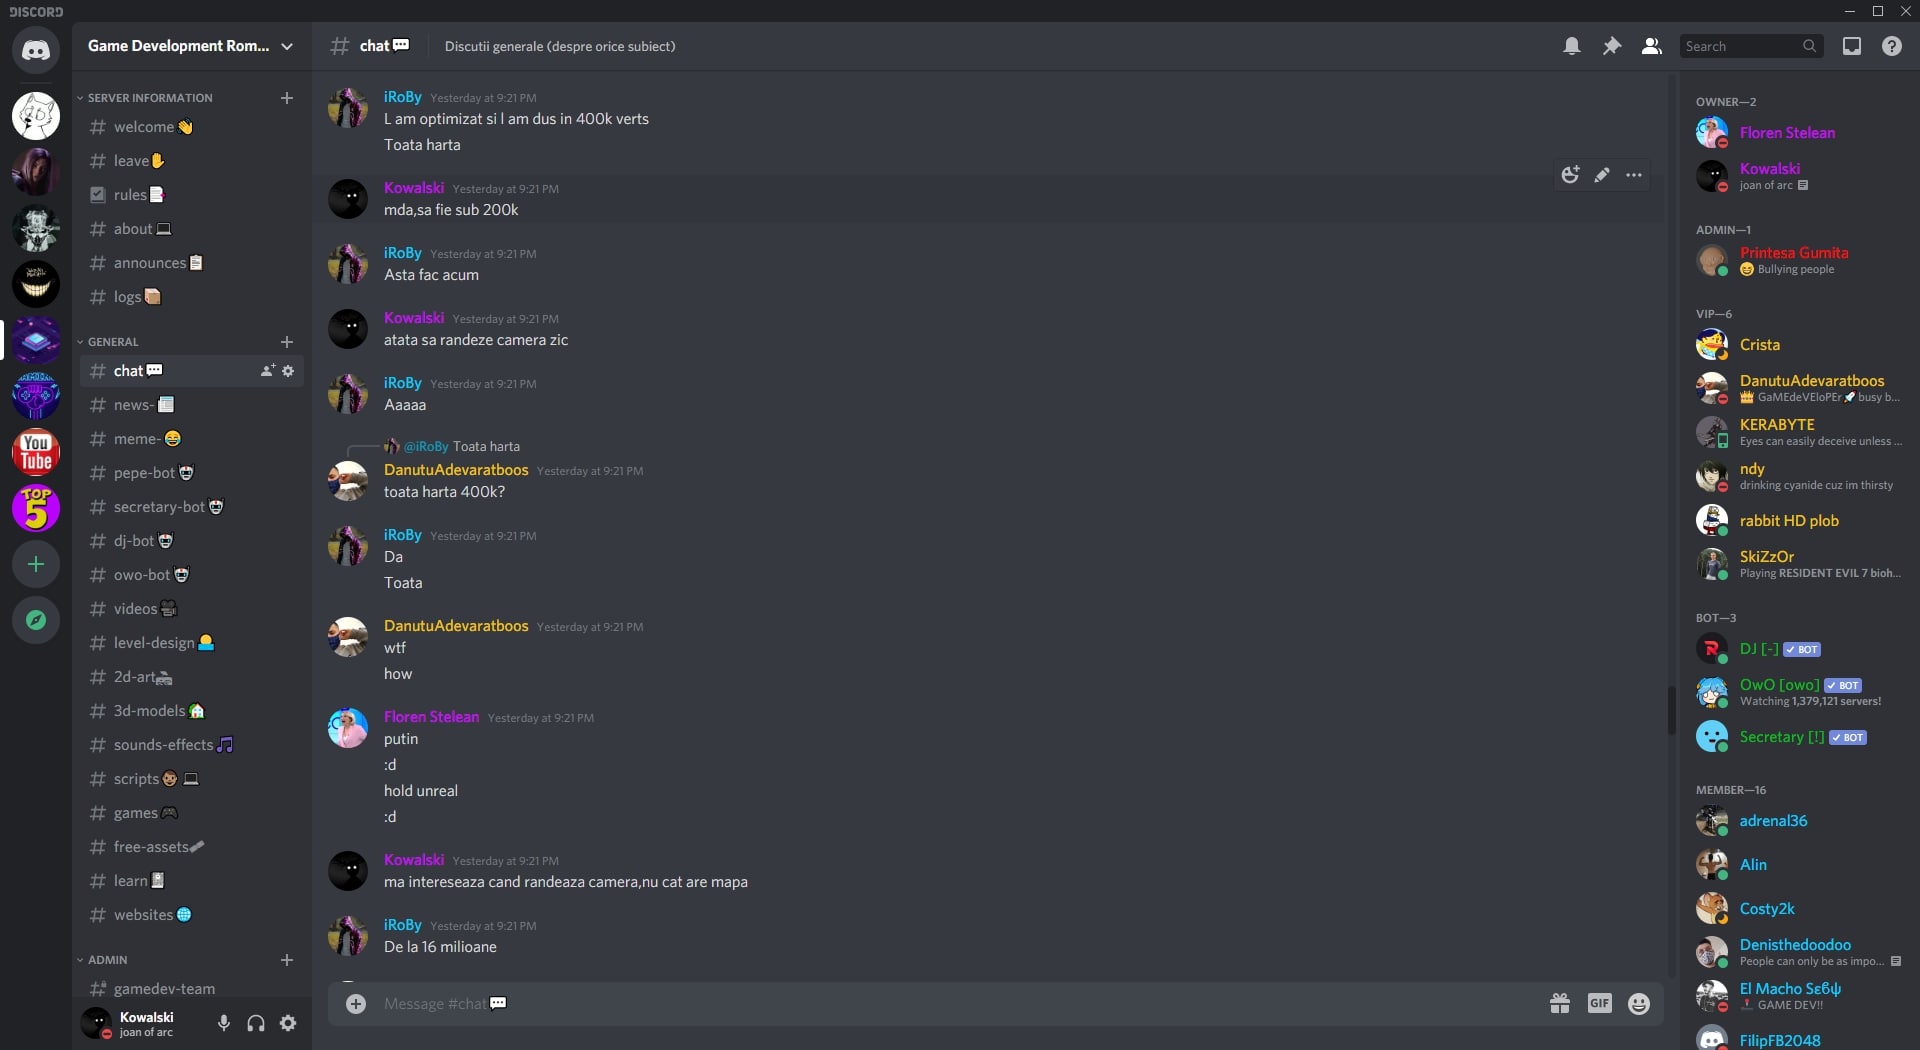 DISCORD
Game Development Rom...
SERVER INFORMATION
welcome
leave
rules
about
announces
logs
GENERAL
chat
news-
meme-
pepe-bot
secretary-bot
dj-bot
owo-bot
videos
level-design
2d-art
3d-models
sounds-effects
scripts
games
free-assets
learn
websites
ADMIN
gamedev-team
Kowalski
joan of arc
You
Tube
TOP
5
chat
Discutii generale (despre orice subiect)
Search
iRoBy Yesterday at 9:21 PM
L am optimizat si l am dus in 400k verts
Toata harta
Kowalski Yesterday at 9:21 PM
mda,sa fie sub 200k
iRoBy Yesterday at 9:21 PM
Asta fac acum
Kowalski Yesterday at 9:21 PM
atata sa randeze camera zic
iRoBy Yesterday at 9:21 PM
Aaaaa
@iRoBy Toata harta
DanutuAdevaratboos Yesterday at 9:21 PM
toata harta 400k?
iRoBy Yesterday at 9:21 PM
Da
Toata
DanutuAdevaratboos Yesterday at 9:21 PM
wtf
how
Floren Stelean Yesterday at 9:21 PM
putin
:d
hold unreal
:d
Kowalski Yesterday at 9:21 PM
ma intereseaza cand randeaza camera,nu cat are mapa
iRoBy Yesterday at 9:21 PM
De la 16 milioane
Message #chat
GIF
OWNER—2
Floren Stelean
Kowalski
joan of arc
ADMIN—1
Printesa Gumita
Bullying people
VIP—6
Crista
DanutuAdevaratboos
GaMEdeVEloPEr busy b...
KERABYTE
Eyes can easily deceive unless ...
ndy
drinking cyanide cuz im thirsty
rabbit HD plob
SkiZzOr
Playing RESIDENT EVIL 7 bioh...
BOT—3
DJ [-] BOT
OwO [owo] BOT
Watching 1,379,121 servers!
Secretary [!] BOT
MEMBER—16
adrenal36
Alin
Costy2k
Denisthedoodoo
People can only be as impo...
El Macho Sєϐψ
GAME DEV!!
FilipFB2048